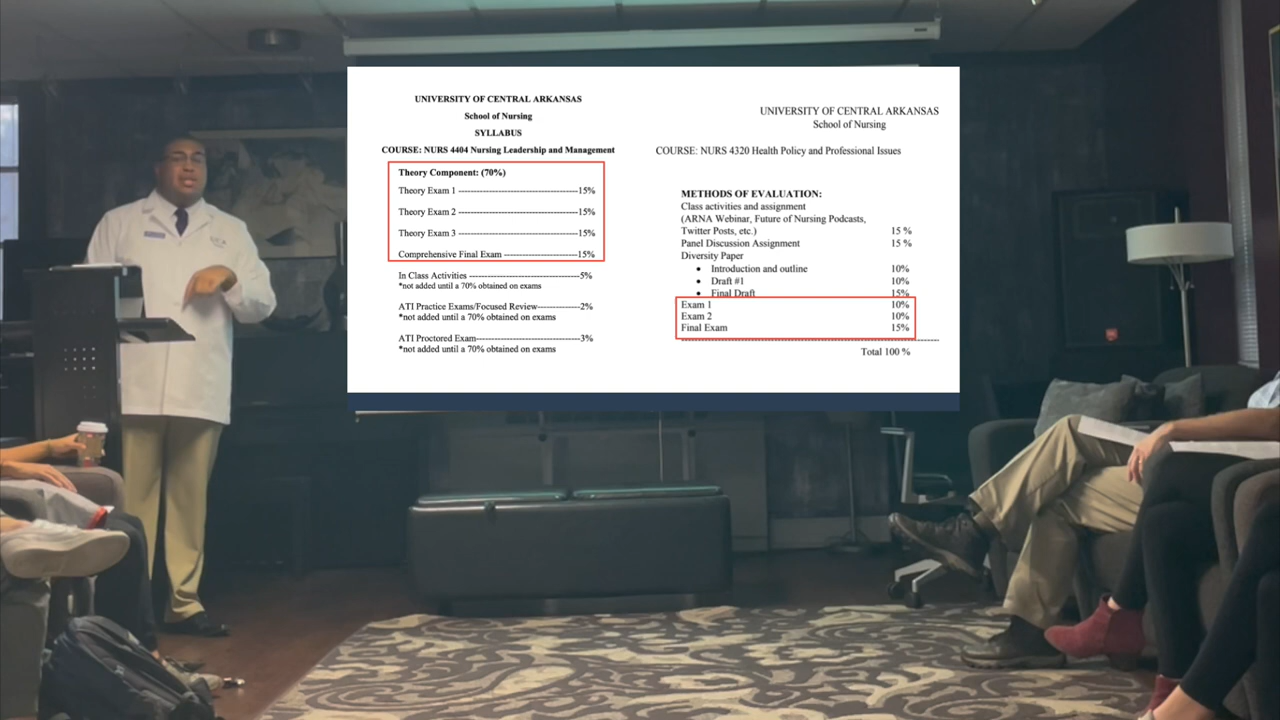 UNIVERSITY OF CENTRAL ARKANSAS
School of Nursing
SYLLABUS
COURSE: NURS 4404 Nursing Leadership and Management
Theory Component: (70%)
Theory Exam 1 ----------------------------------------15%
Theory Exam 2 ----------------------------------------15%
Theory Exam 3 ----------------------------------------15%
Comprehensive Final Exam ------------------------15%
In Class Activities -------------------------------------5%
*not added until a 70% obtained on exams
ATI Practice Exams/Focused Review--------------2%
*not added until a 70% obtained on exams
ATI Proctored Exam-----------------------------------3%
*not added until a 70% obtained on exams
UNIVERSITY OF CENTRAL ARKANSAS
School of Nursing
COURSE: NURS 4320 Health Policy and Professional Issues
METHODS OF EVALUATION:
Class activities and assignment
(ARNA Webinar, Future of Nursing Podcasts,
Twitter Posts, etc.) 15 %
Panel Discussion Assignment 15 %
Diversity Paper
• Introduction and outline 10%
• Draft #1 10%
• Final Draft 15%
Exam 1 10%
Exam 2 10%
Final Exam 15%
Total 100 %